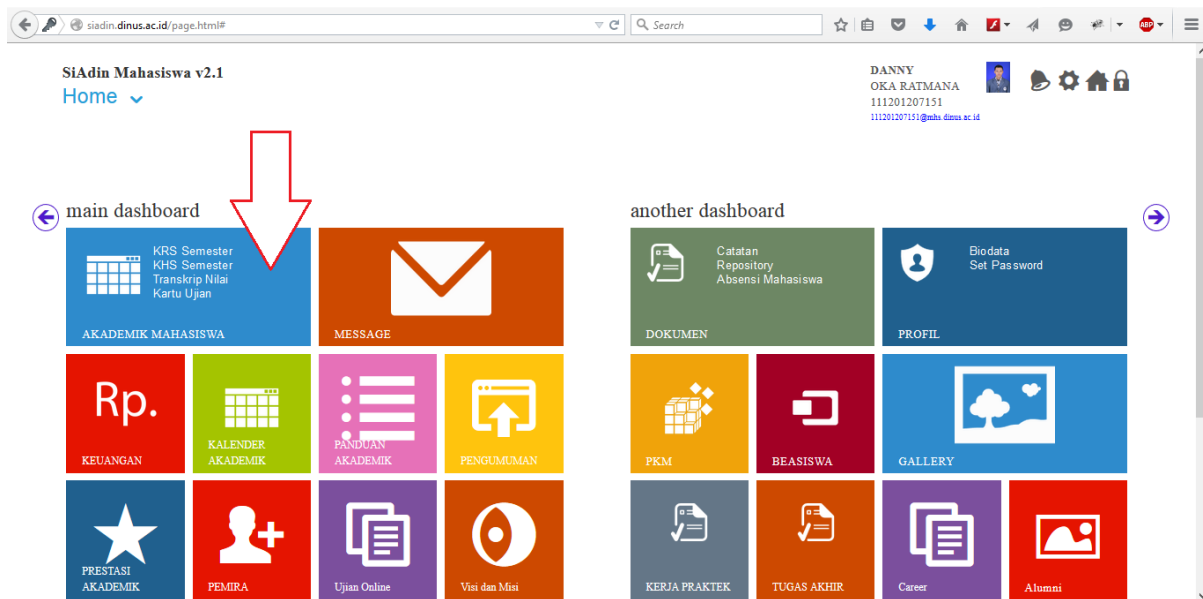 siadin.dinus.ac.id/page.html#
Search
ABP
SiAdin Mahasiswa v2.1
Home
DANNY
OKA RATMANA
111201207151
111201207151@mhs.dinus.ac.id
main dashboard
KRS Semester
KHS Semester
Transkrip Nilai
Kartu Ujian
AKADEMIK MAHASISWA
MESSAGE
Rp.
KEUANGAN
KALENDER
AKADEMIK
PANDUAN
AKADEMIK
PENGUMUMAN
PRESTASI
AKADEMIK
PEMIRA
Ujian Online
Visi dan Misi
another dashboard
Catatan
Repository
Absensi Mahasiswa
DOKUMEN
Biodata
Set Password
PROFIL
PKM
BEASISWA
GALLERY
KERJA PRAKTEK
TUGAS AKHIR
Career
Alumni